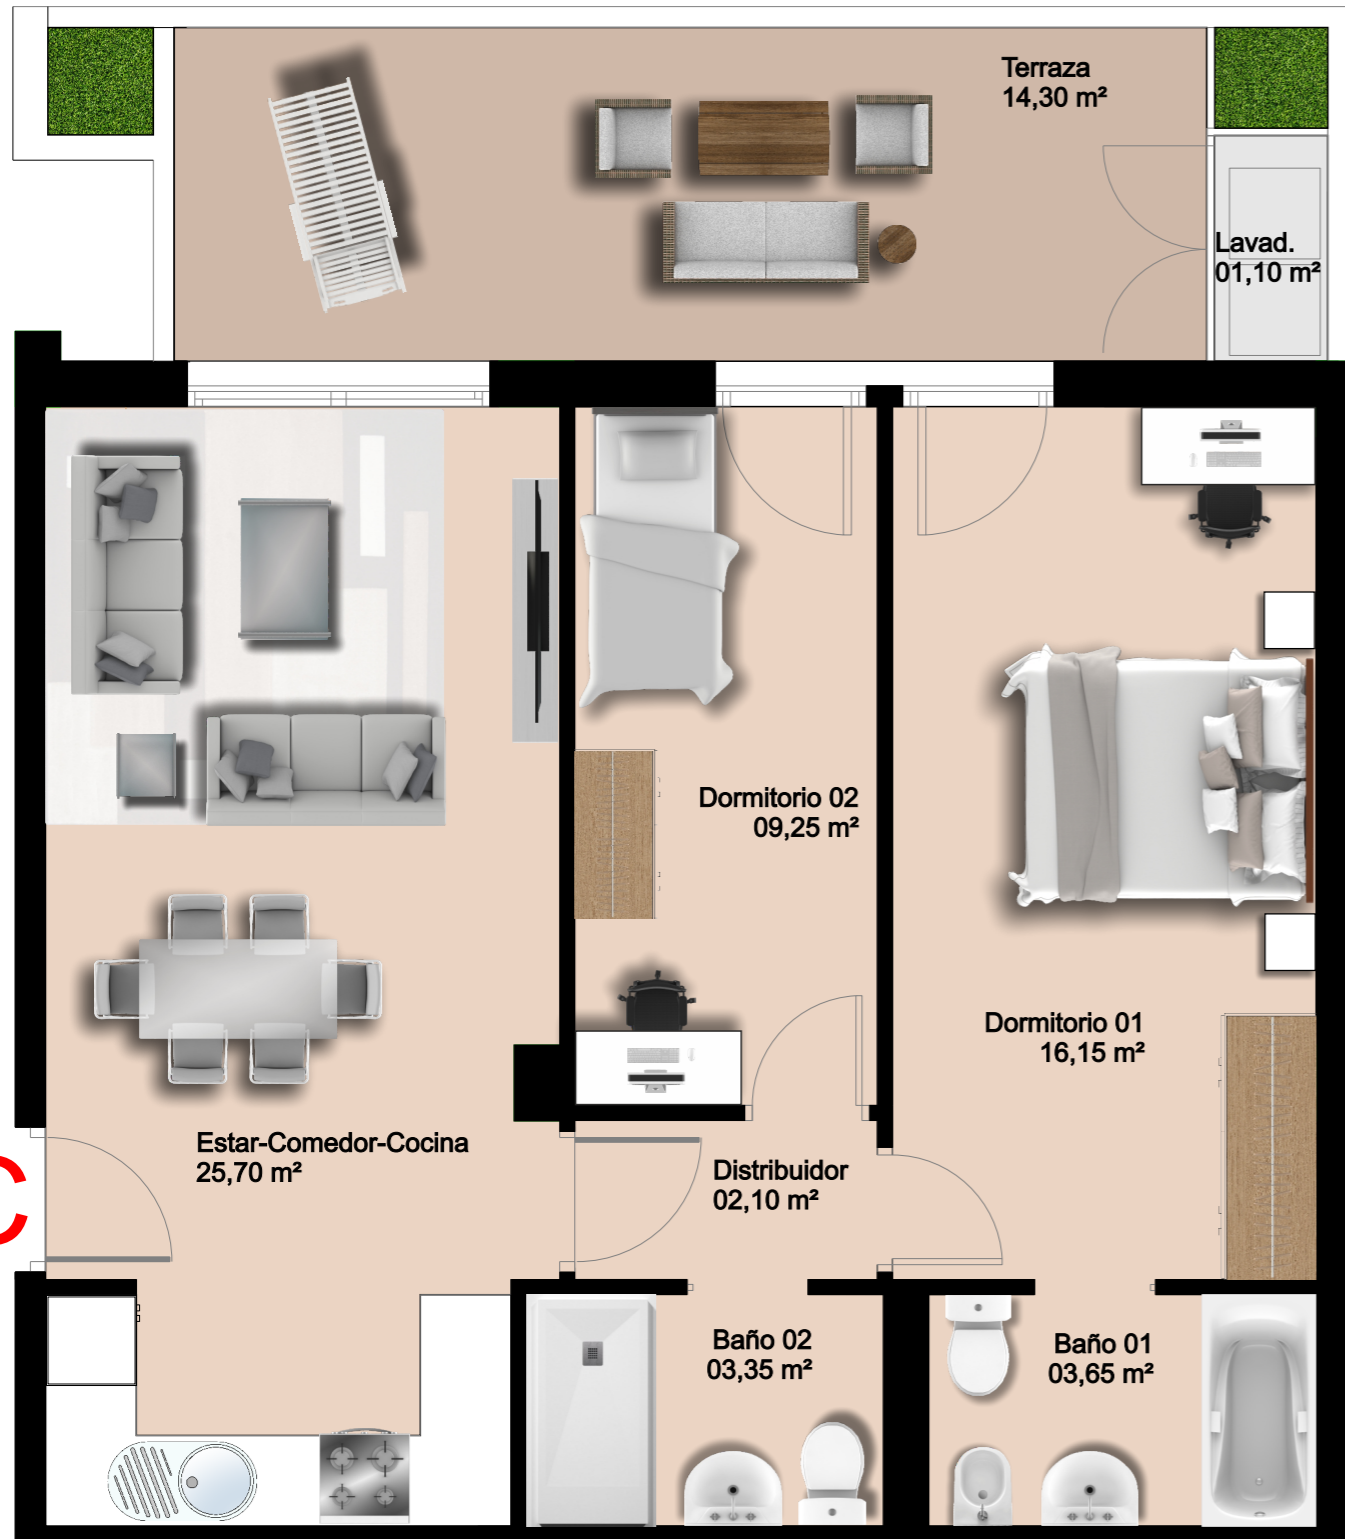 Terraza
14,30 m²
Lavad.
01,10 m²
Dormitorio 02
09,25 m²
Dormitorio 01
16,15 m²
Estar-Comedor-Cocina
25,70 m²
Distribuidor
02,10 m²
C
Baño 02
03,35 m²
Baño 01
03,65 m²